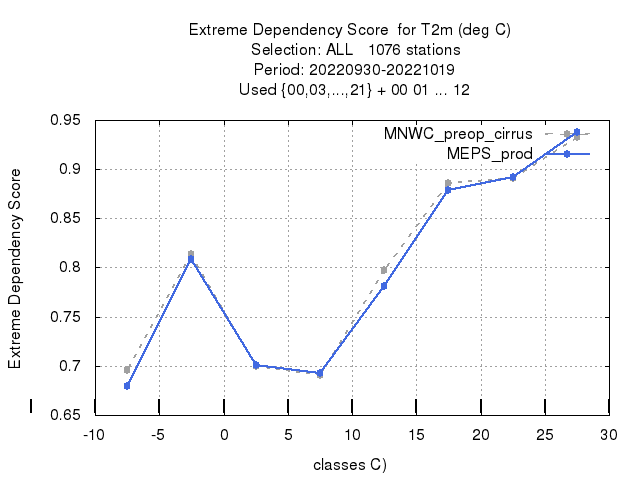 Extreme Dependency Score  for T2m (deg C)
Selection: ALL   1076 stations
Period: 20220930-20221019
Used {00,03,...,21} + 00 01 ... 12
MNWC_preop_cirrus
MEPS_prod
Extreme Dependency Score
0.95
0.9
0.85
0.8
0.75
0.7
0.65
-10 -5 0 5 10 15 20 25 30
classes C)